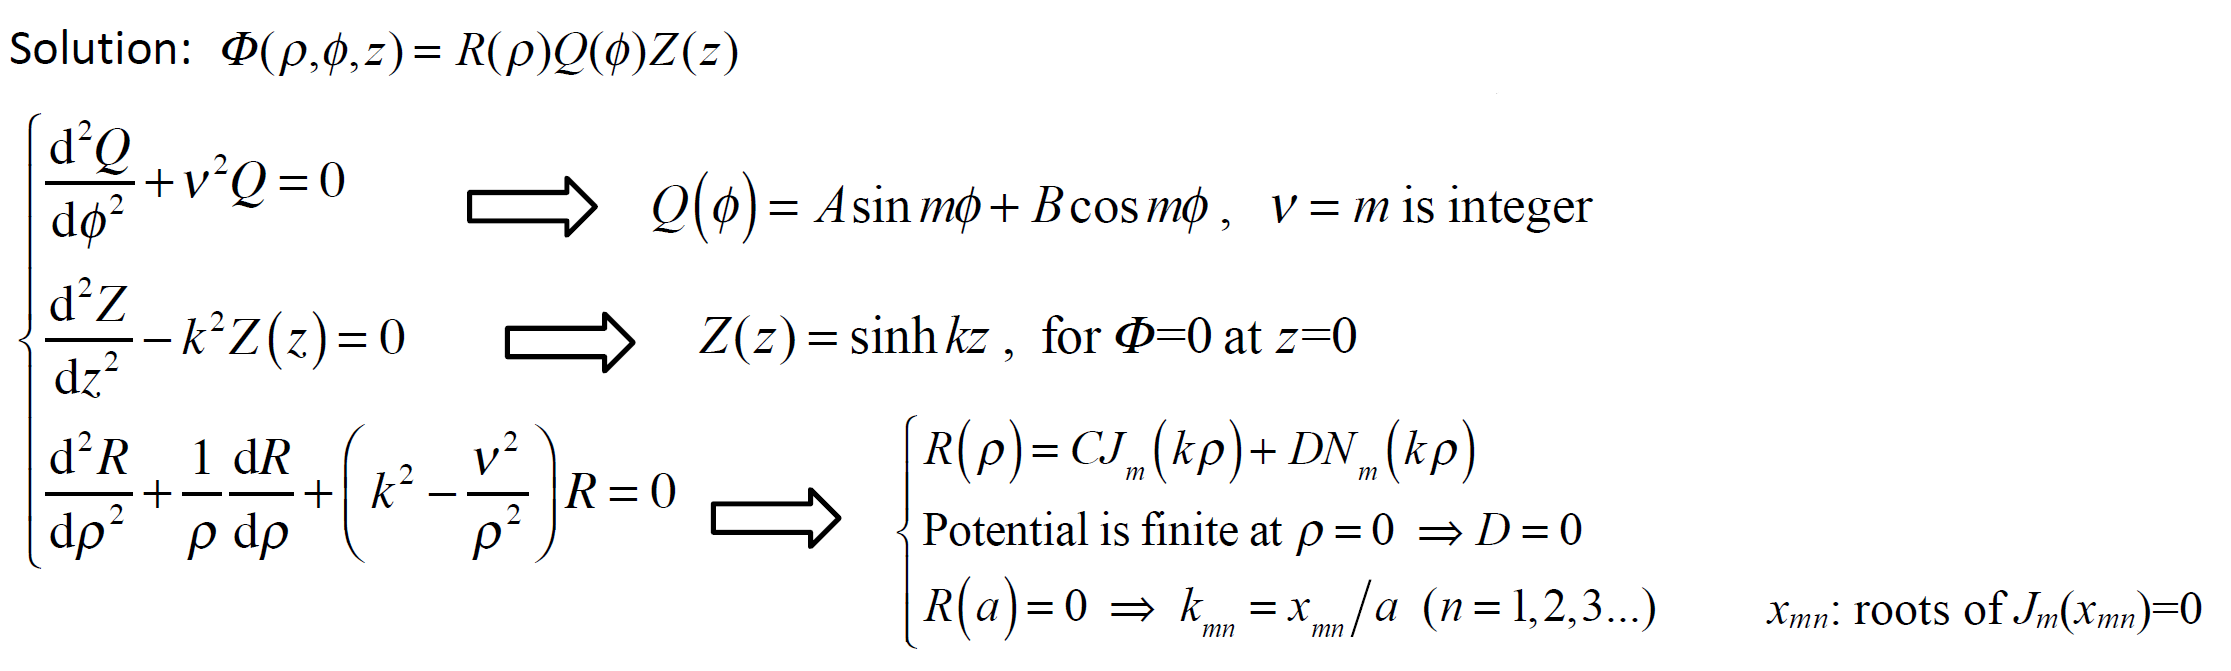 Solution: Φ(ρ,ϕ,z) = R(ρ)Q(ϕ)Z(z)
d²Q/dϕ² + ν²Q = 0 ⇒ Q(ϕ) = A sin mϕ + B cos mϕ , ν = m is integer
d²Z/dz² − k²Z(z) = 0 ⇒ Z(z) = sinh kz , for Φ=0 at z=0
d²R/dρ² + (1/ρ) dR/dρ + (k² − ν²/ρ²) R = 0 ⇒
R(ρ) = CJ_m(kρ) + DN_m(kρ)
Potential is finite at ρ = 0 ⇒ D = 0
R(a) = 0 ⇒ k_mn = x_mn/a (n = 1,2,3...) x_mn: roots of J_m(x_mn)=0